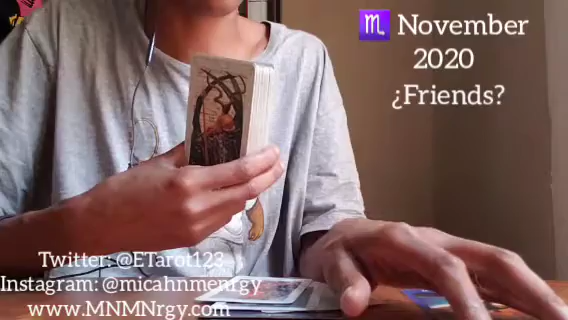 ♏ November
2020
¿Friends?
Twitter: @ETarot123
Instagram: @micahnmenrgy
www.MNMNrgy.com